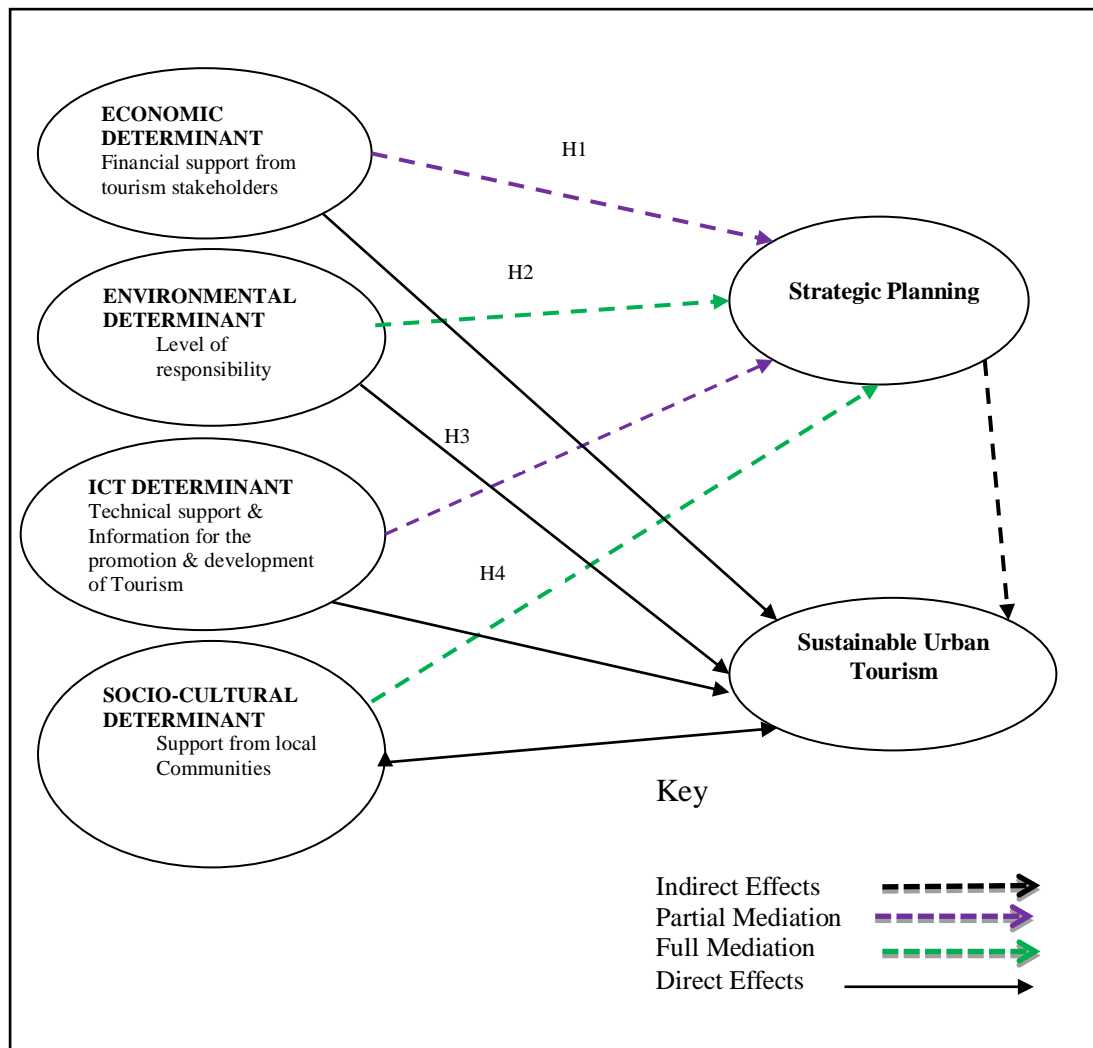 ECONOMIC
DETERMINANT
Financial support from
tourism stakeholders
H1
ENVIRONMENTAL
DETERMINANT
Level of
responsibility
H2
Strategic Planning
H3
ICT DETERMINANT
Technical support &
Information for the
promotion & development
of Tourism
H4
SOCIO-CULTURAL
DETERMINANT
Support from local
Communities
Sustainable Urban
Tourism
Key
Indirect Effects
Partial Mediation
Full Mediation
Direct Effects